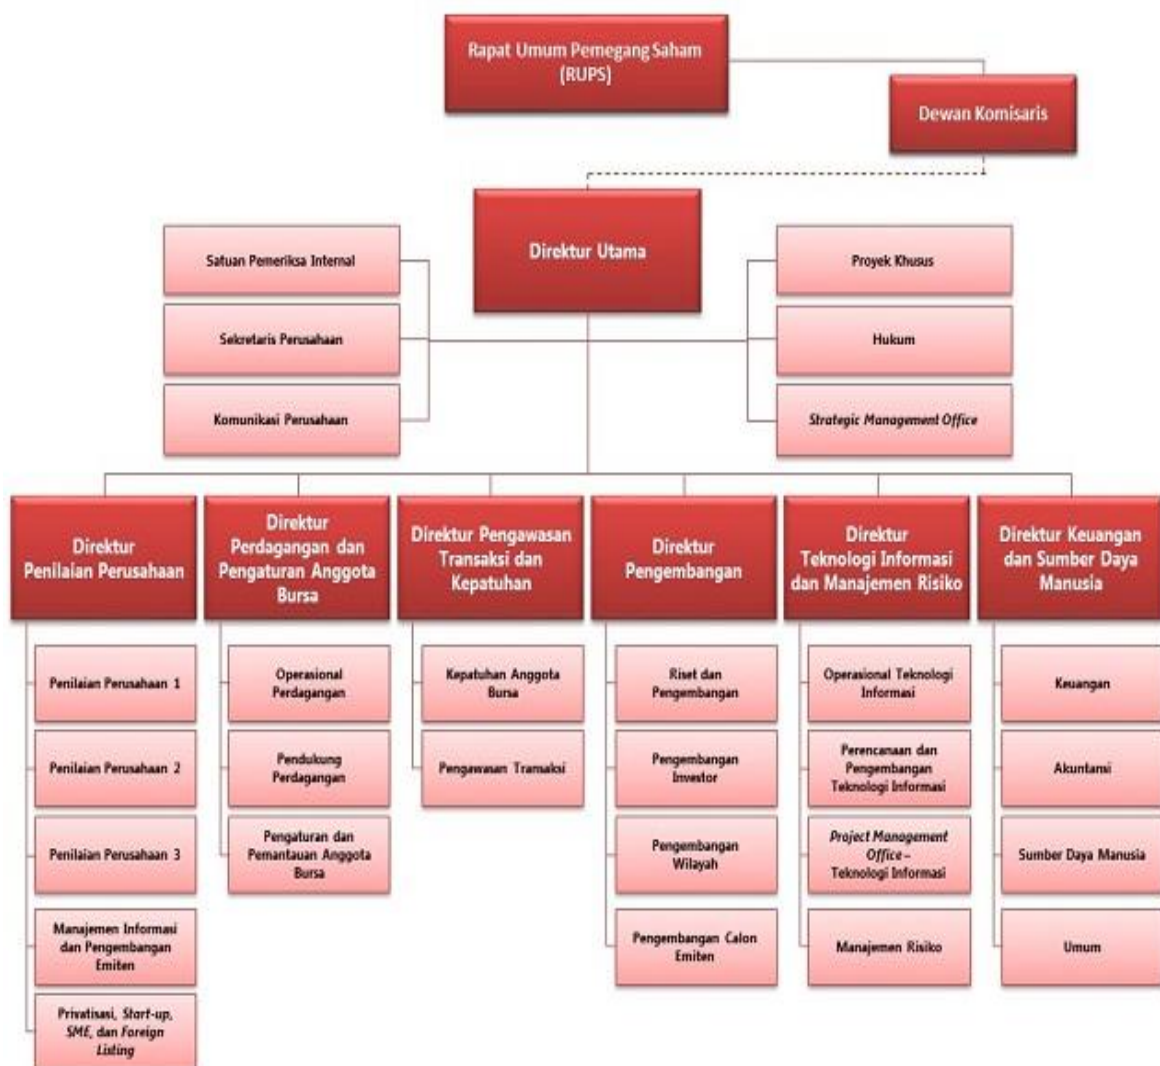 Rapat Umum Pemegang Saham
(RUPS)
Dewan Komisaris
Direktur Utama
Satuan Pemeriksa Internal
Sekretaris Perusahaan
Komunikasi Perusahaan
Proyek Khusus
Hukum
Strategic Management Office
Direktur
Penilaian Perusahaan
Penilaian Perusahaan 1
Penilaian Perusahaan 2
Penilaian Perusahaan 3
Manajemen Informasi
dan Pengembangan
Emiten
Privatisasi, Start-up,
SME, dan Foreign
Listing
Direktur
Perdagangan dan
Pengaturan Anggota
Bursa
Operasional
Perdagangan
Pendukung
Perdagangan
Pengaturan dan
Pemantauan Anggota
Bursa
Direktur Pengawasan
Transaksi dan
Kepatuhan
Kepatuhan Anggota
Bursa
Pengawasan Transaksi
Direktur
Pengembangan
Riset dan
Pengembangan
Pengembangan
Investor
Pengembangan
Wilayah
Pengembangan Calon
Emiten
Direktur
Teknologi Informasi
dan Manajemen Risiko
Operasional Teknologi
Informasi
Perencanaan dan
Pengembangan
Teknologi Informasi
Project Management
Office –
Teknologi Informasi
Manajemen Risiko
Direktur Keuangan
dan Sumber Daya
Manusia
Keuangan
Akuntansi
Sumber Daya Manusia
Umum